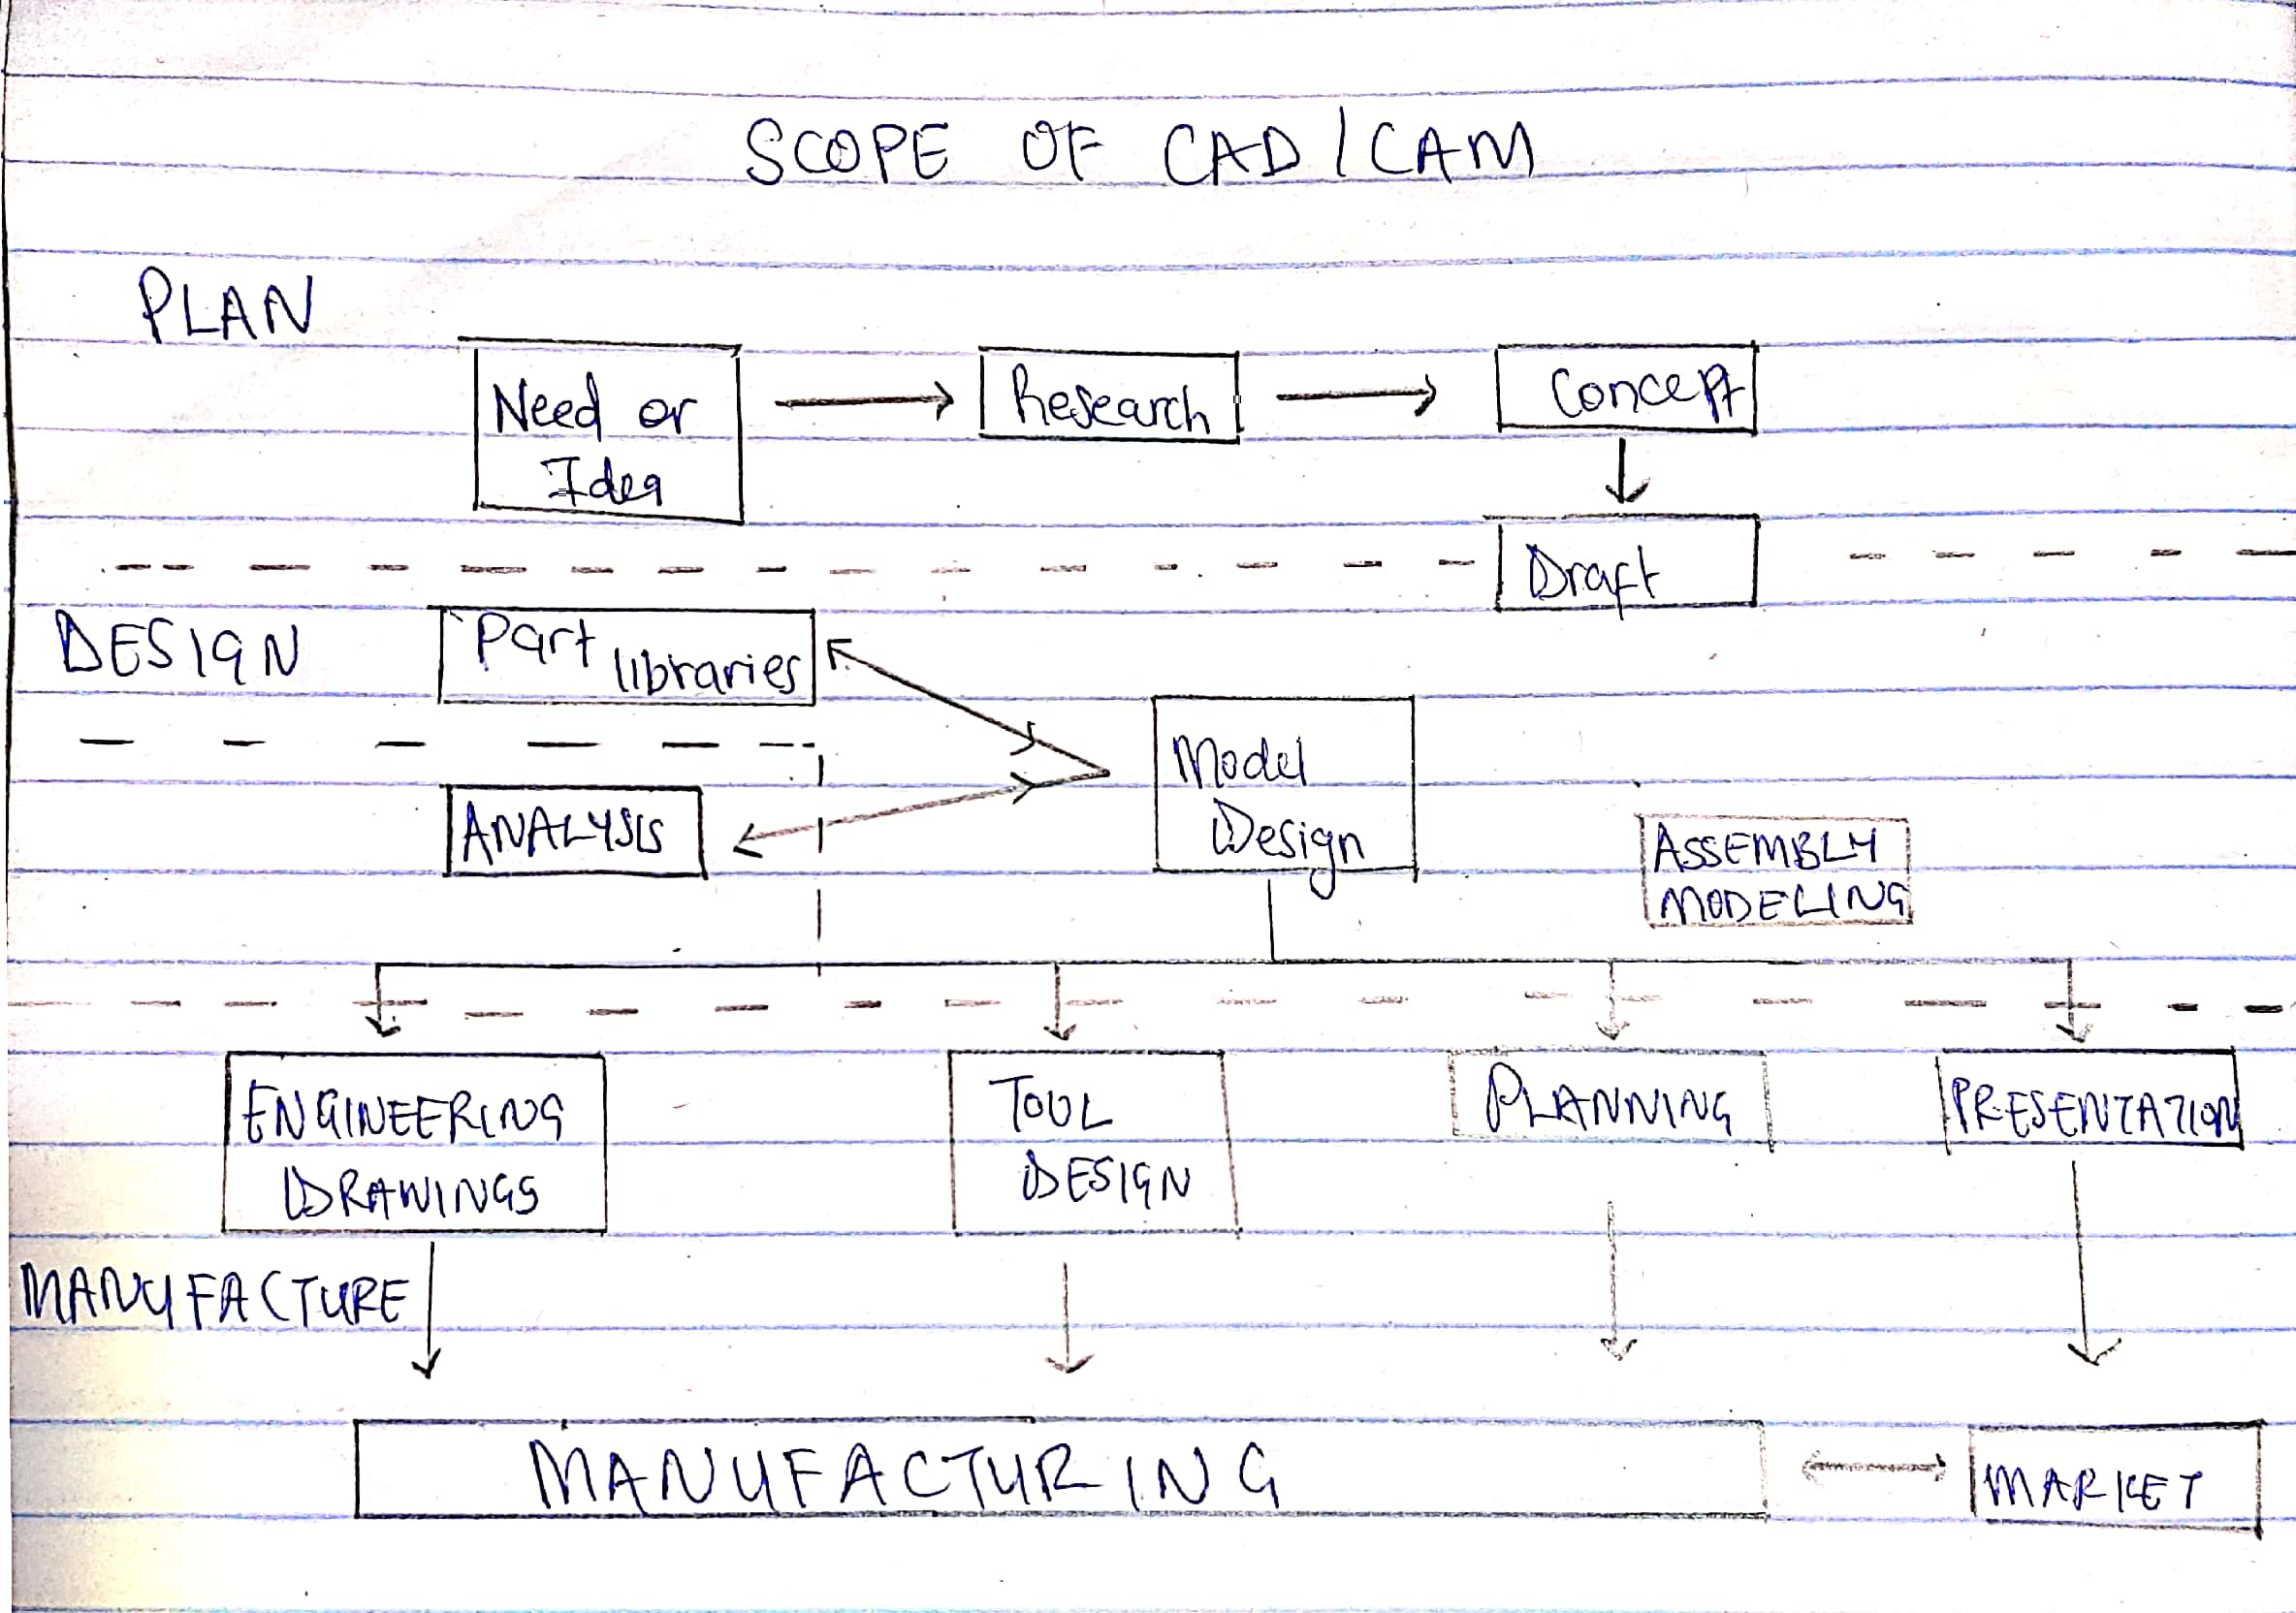 SCOPE OF CAD/CAM
PLAN
Need or
Idea
Research
Concept
Draft
DESIGN
Part libraries
Model
Design
ANALYSIS
ASSEMBLY
MODELING
ENGINEERING
DRAWINGS
TOOL
DESIGN
PLANNING
PRESENTATION
MANUFACTURE
MANUFACTURING
MARKET